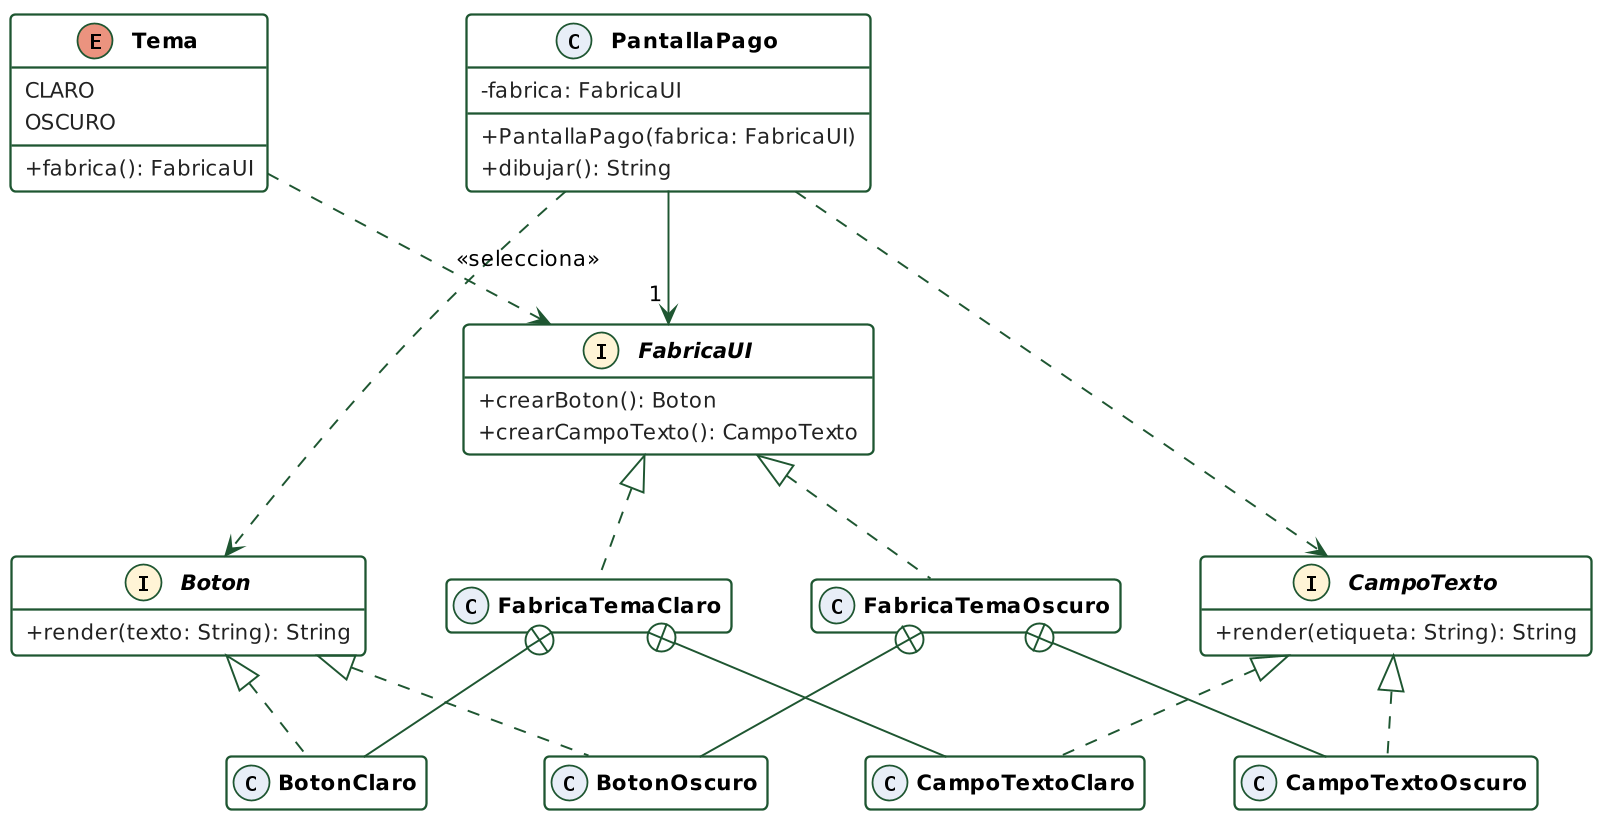 E Tema
CLARO
OSCURO
+fabrica(): FabricaUI
C PantallaPago
-fabrica: FabricaUI
+PantallaPago(fabrica: FabricaUI)
+dibujar(): String
«selecciona»
1
I FabricaUI
+crearBoton(): Boton
+crearCampoTexto(): CampoTexto
I Boton
+render(texto: String): String
C FabricaTemaClaro
C FabricaTemaOscuro
I CampoTexto
+render(etiqueta: String): String
C BotonClaro
C BotonOscuro
C CampoTextoClaro
C CampoTextoOscuro